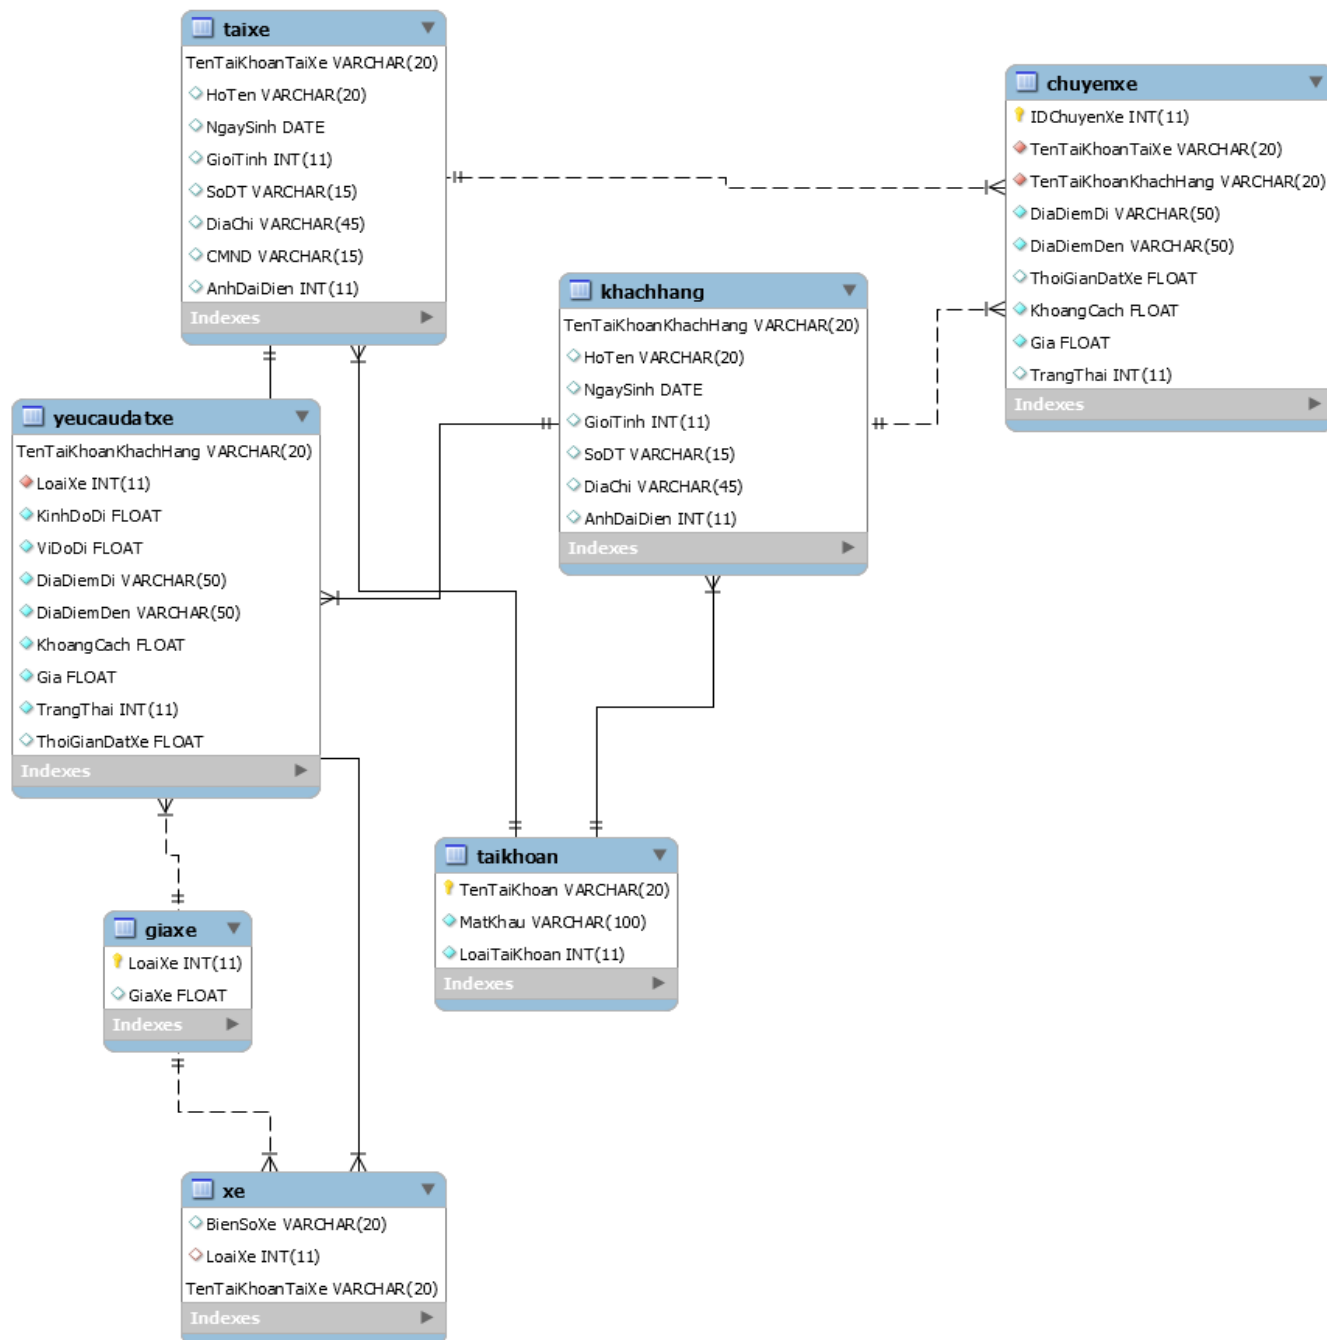 taixe
TenTaiKhoanTaiXe VARCHAR(20)
HoTen VARCHAR(20)
NgaySinh DATE
GioiTinh INT(11)
SoDT VARCHAR(15)
DiaChi VARCHAR(45)
CMND VARCHAR(15)
AnhDaiDien INT(11)
Indexes
chuyenxe
IDChuyenXe INT(11)
TenTaiKhoanTaiXe VARCHAR(20)
TenTaiKhoanKhachHang VARCHAR(20)
DiaDiemDi VARCHAR(50)
DiaDiemDen VARCHAR(50)
ThoiGianDatXe FLOAT
KhoangCach FLOAT
Gia FLOAT
TrangThai INT(11)
Indexes
khachhang
TenTaiKhoanKhachHang VARCHAR(20)
HoTen VARCHAR(20)
NgaySinh DATE
GioiTinh INT(11)
SoDT VARCHAR(15)
DiaChi VARCHAR(45)
AnhDaiDien INT(11)
Indexes
yeucaudatxe
TenTaiKhoanKhachHang VARCHAR(20)
LoaiXe INT(11)
KinhDoDi FLOAT
ViDoDi FLOAT
DiaDiemDi VARCHAR(50)
DiaDiemDen VARCHAR(50)
KhoangCach FLOAT
Gia FLOAT
TrangThai INT(11)
ThoiGianDatXe FLOAT
Indexes
taikhoan
TenTaiKhoan VARCHAR(20)
MatKhau VARCHAR(100)
LoaiTaiKhoan INT(11)
Indexes
giaxe
LoaiXe INT(11)
GiaXe FLOAT
Indexes
xe
BienSoXe VARCHAR(20)
LoaiXe INT(11)
TenTaiKhoanTaiXe VARCHAR(20)
Indexes